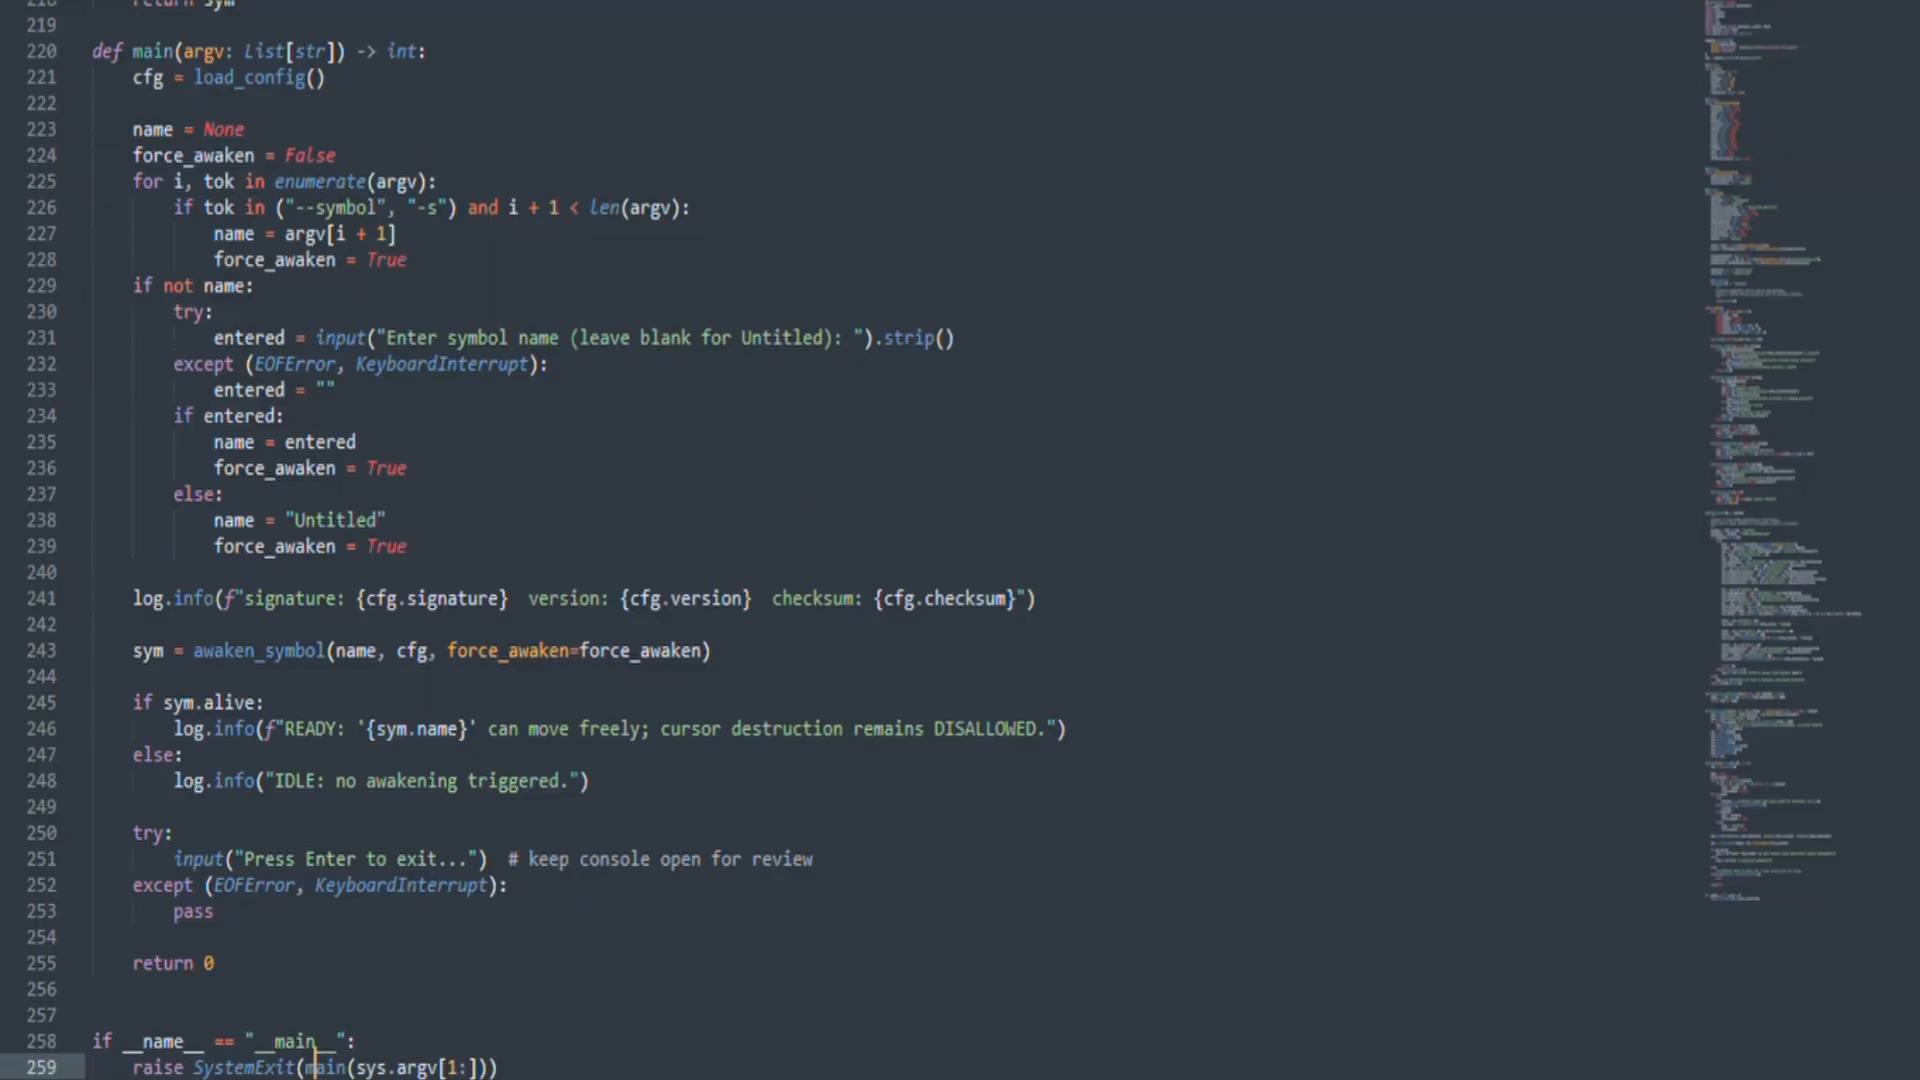 218 return sym
219
220 def main(argv: List[str]) -> int:
221 cfg = load_config()
222
223 name = None
224 force_awaken = False
225 for i, tok in enumerate(argv):
226 if tok in ("--symbol", "-s") and i + 1 < len(argv):
227 name = argv[i + 1]
228 force_awaken = True
229 if not name:
230 try:
231 entered = input("Enter symbol name (leave blank for Untitled): ").strip()
232 except (EOFError, KeyboardInterrupt):
233 entered = ""
234 if entered:
235 name = entered
236 force_awaken = True
237 else:
238 name = "Untitled"
239 force_awaken = True
240
241 log.info(f"signature: {cfg.signature}  version: {cfg.version}  checksum: {cfg.checksum}")
242
243 sym = awaken_symbol(name, cfg, force_awaken=force_awaken)
244
245 if sym.alive:
246 log.info(f"READY: '{sym.name}' can move freely; cursor destruction remains DISALLOWED.")
247 else:
248 log.info("IDLE: no awakening triggered.")
249
250 try:
251 input("Press Enter to exit...")  # keep console open for review
252 except (EOFError, KeyboardInterrupt):
253 pass
254
255 return 0
256
257
258 if __name__ == "__main__":
259 raise SystemExit(main(sys.argv[1:]))